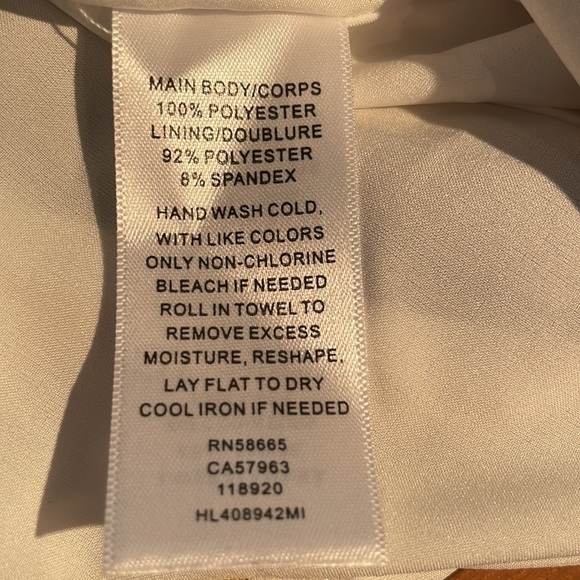 MAIN BODY/CORPS
100% POLYESTER
LINING/DOUBLURE
92% POLYESTER
8% SPANDEX
HAND WASH COLD,
WITH LIKE COLORS
ONLY NON-CHLORINE
BLEACH IF NEEDED
ROLL IN TOWEL TO
REMOVE EXCESS
MOISTURE, RESHAPE,
LAY FLAT TO DRY
COOL IRON IF NEEDED
RN58665
CA57963
118920
HL408942MI